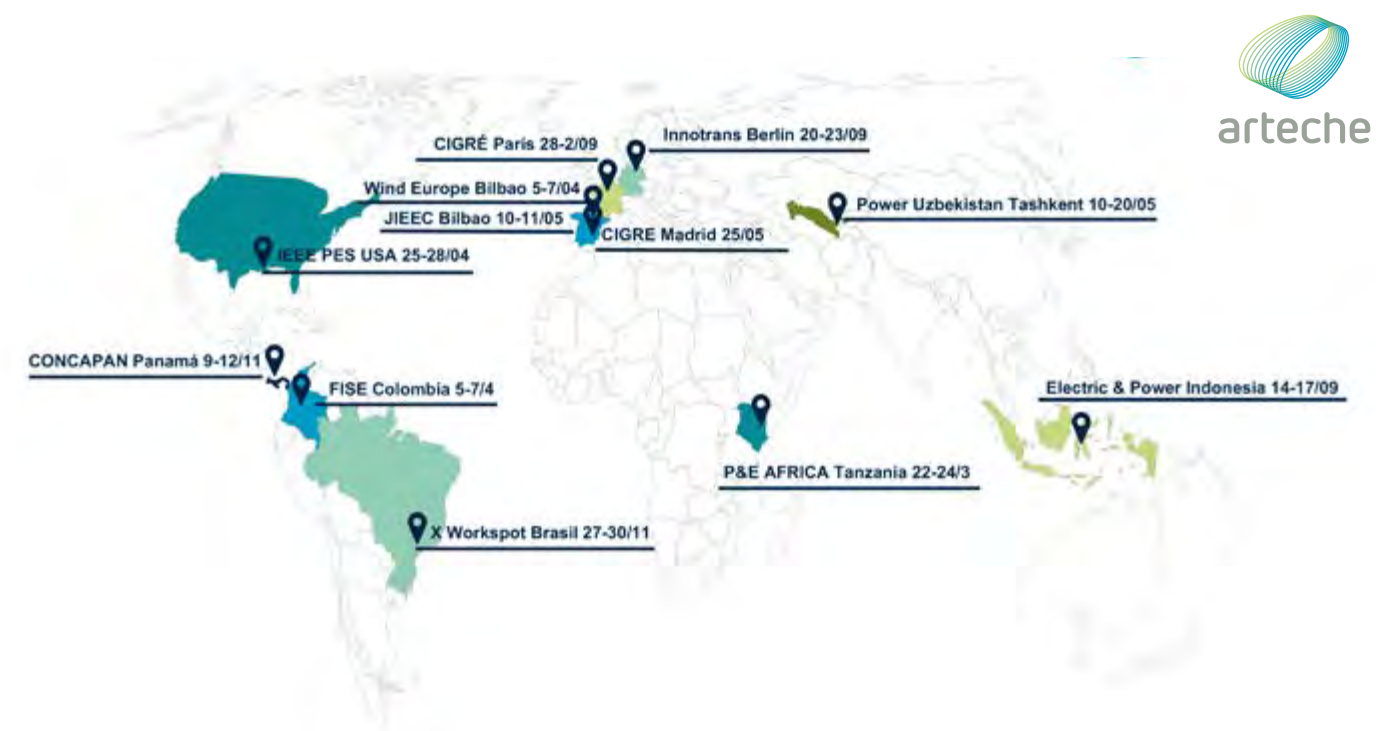 arteche
Innotrans Berlin 20-23/09
CIGRÉ París 28-2/09
Wind Europe Bilbao 5-7/04
Power Uzbekistan Tashkent 10-20/05
JIEEC Bilbao 10-11/05
CIGRE Madrid 25/05
IEEE PES USA 25-28/04
CONCAPAN Panamá 9-12/11
FISE Colombia 5-7/4
Electric & Power Indonesia 14-17/09
P&E AFRICA Tanzania 22-24/3
X Workspot Brasil 27-30/11